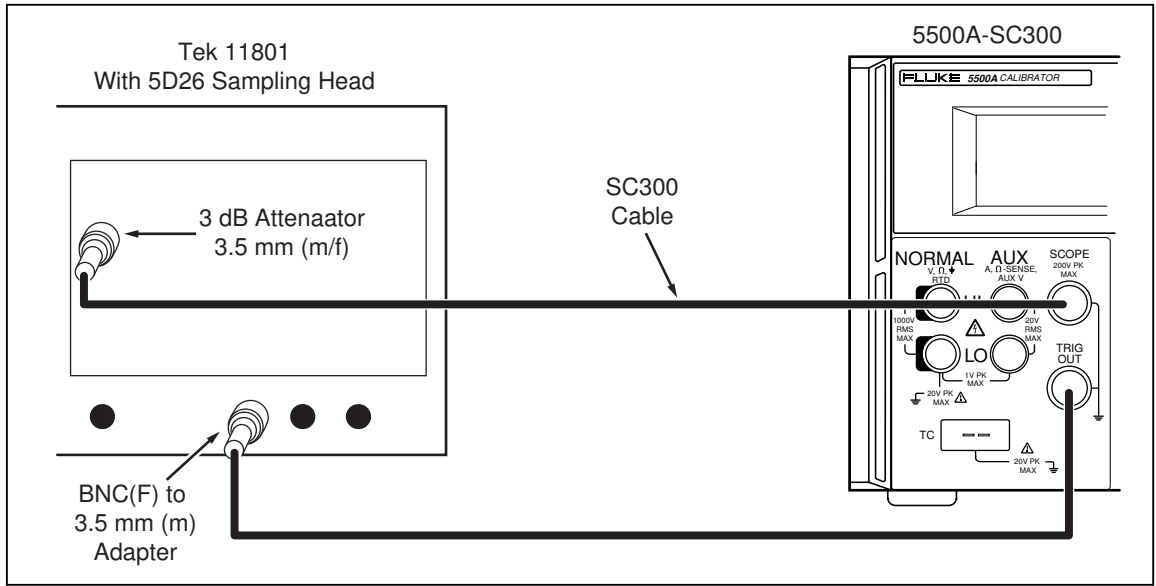 Tek 11801
With 5D26 Sampling Head
5500A-SC300
FLUKE 5500A CALIBRATOR
3 dB Attenaator
3.5 mm (m/f)
SC300
Cable
NORMAL
V, Ω,
RTD
AUX
A, Ω-SENSE,
AUX V
SCOPE
200V PK
MAX
1000V
RMS
MAX
20V
RMS
MAX
LO
TRIG
OUT
1V PK
MAX
20V PK
MAX
TC
20V PK
MAX
BNC(F) to
3.5 mm (m)
Adapter